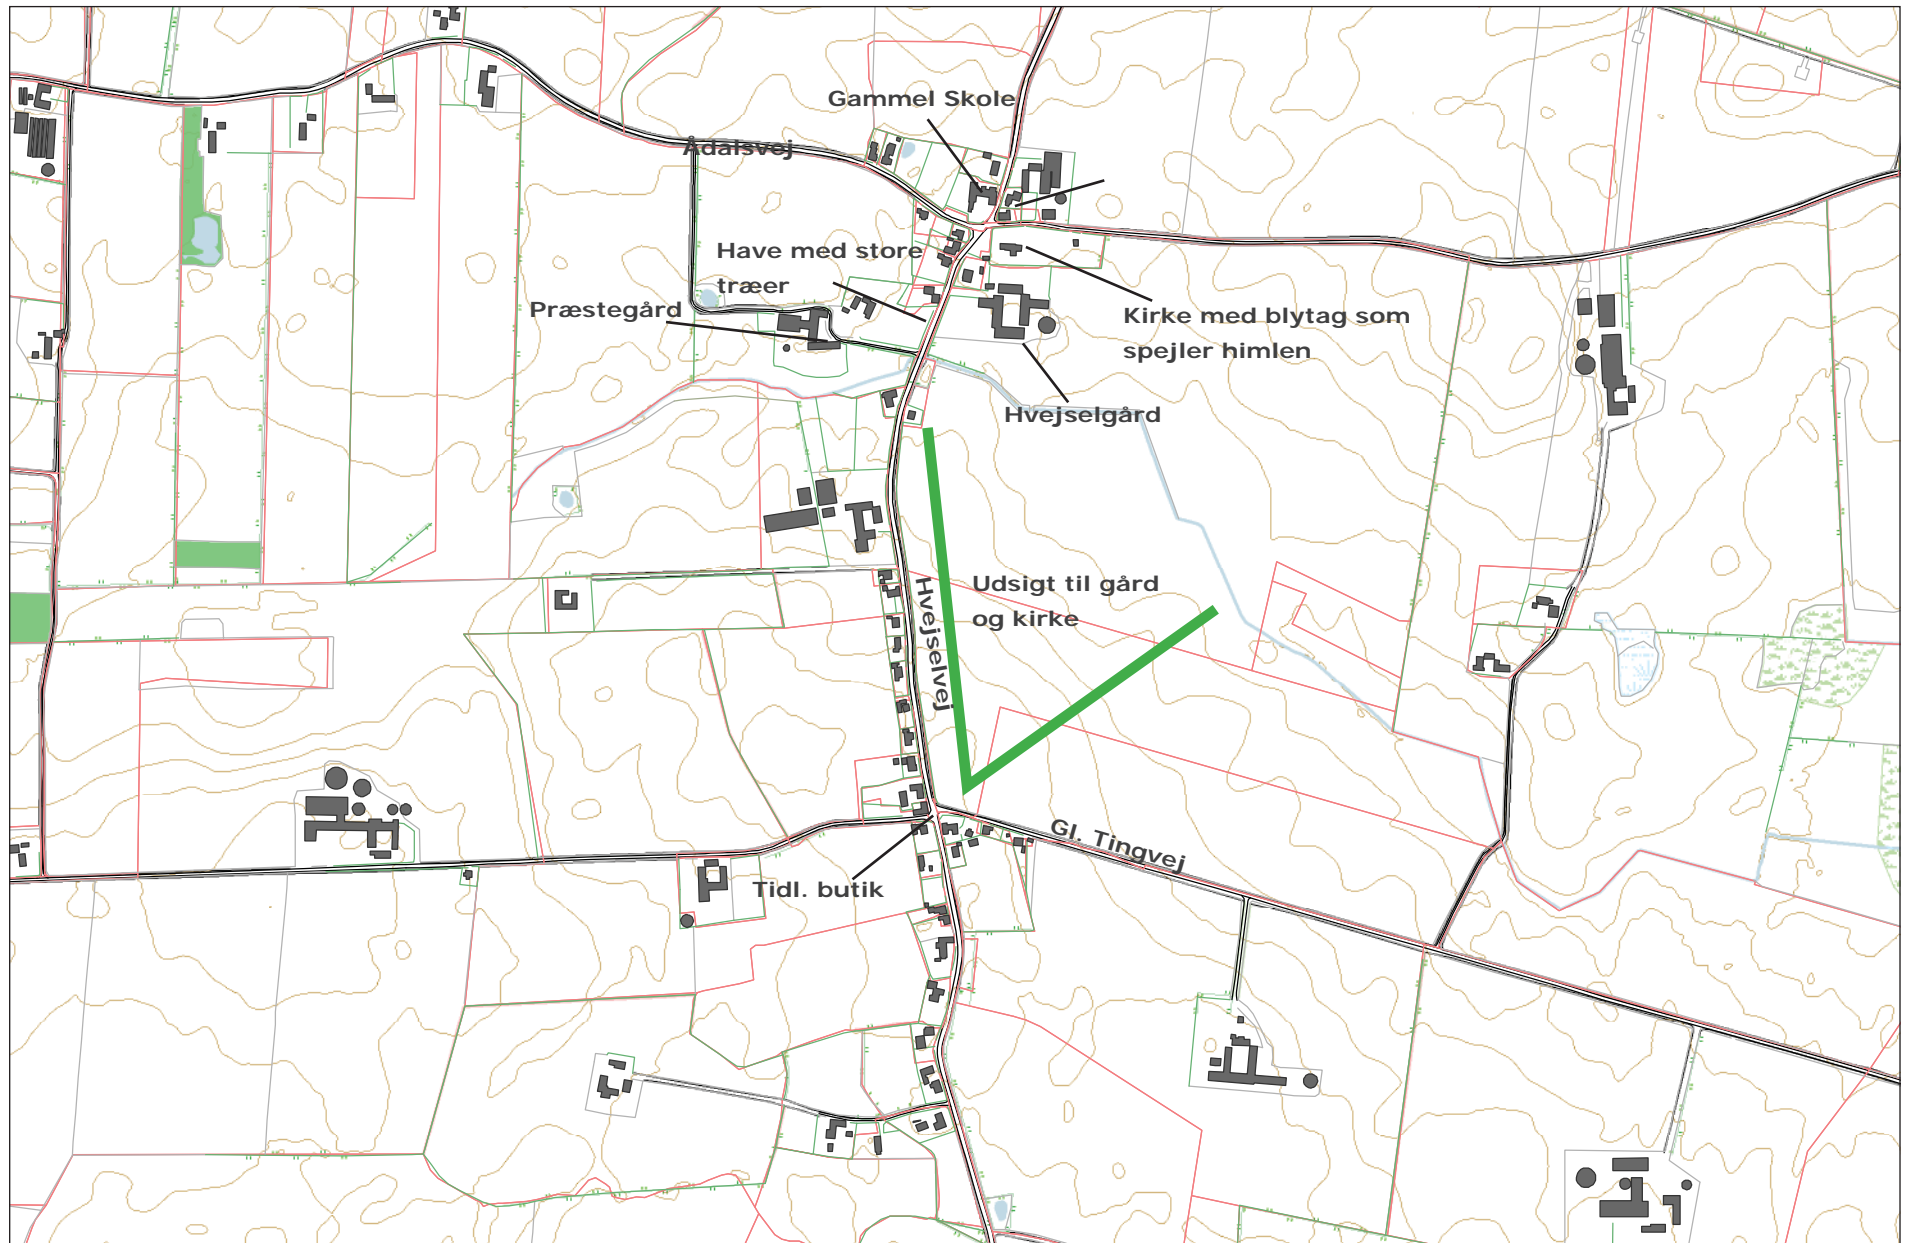 Gammel Skole
Ådalsvej
Have med store
træer
Præstegård
Kirke med blytag som
spejler himlen
Hvejselgård
Udsigt til gård
og kirke
Hvejselvej
Gl. Tingvej
Tidl. butik